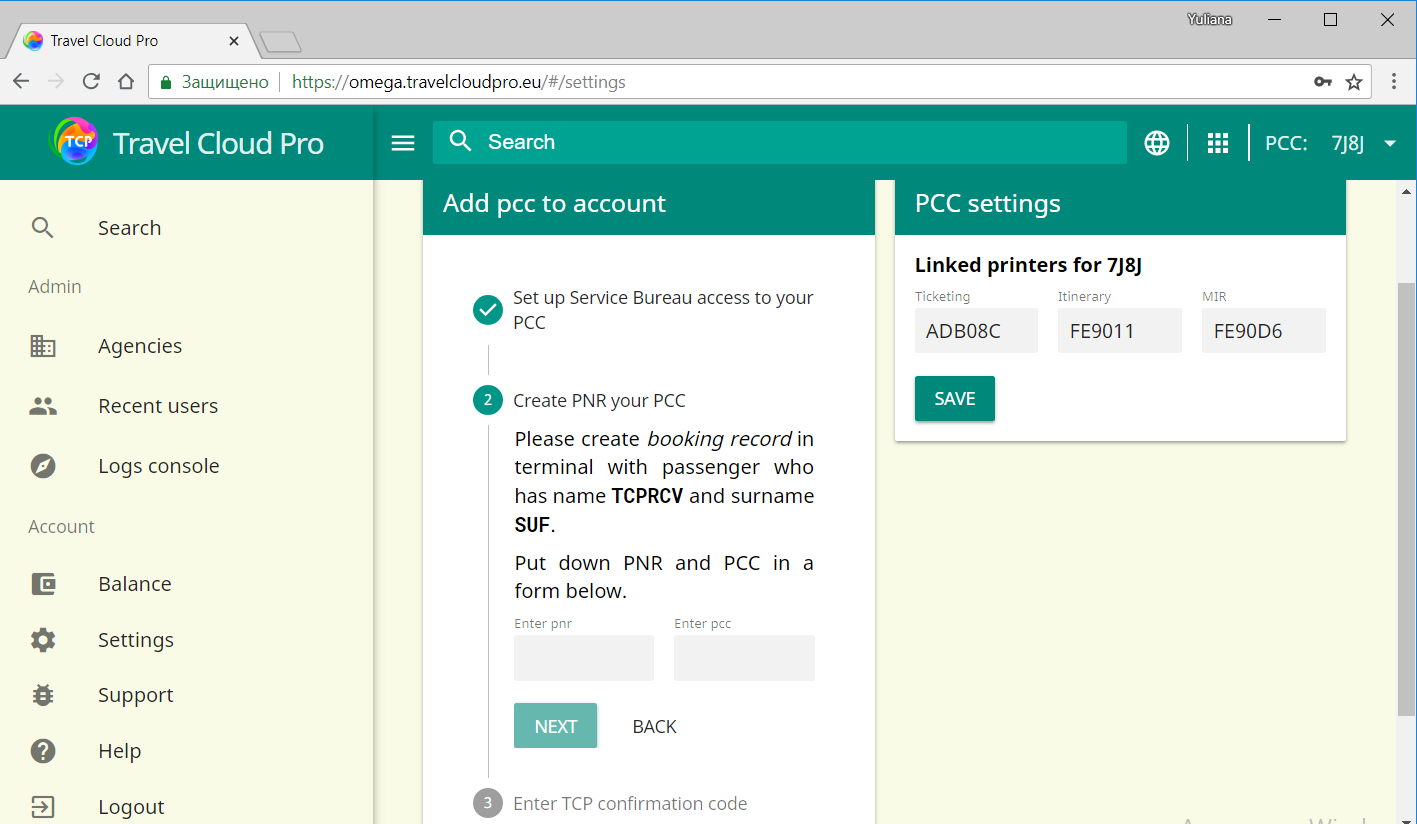 Yuliana
Travel Cloud Pro
Защищено
https://omega.travelcloudpro.eu/#/settings
TCP
Travel Cloud Pro
Search
PCC: 7J8J
Search
Admin
Agencies
Recent users
Logs console
Account
Balance
Settings
Support
Help
Logout
Add pcc to account
Set up Service Bureau access to your
PCC
2
Create PNR your PCC
Please create booking record in
terminal with passenger who
has name TCPRCV and surname
SUF.
Put down PNR and PCC in a
form below.
Enter pnr
Enter pcc
NEXT
BACK
3
Enter TCP confirmation code
PCC settings
Linked printers for 7J8J
Ticketing
Itinerary
MIR
ADB08C
FE9011
FE90D6
SAVE